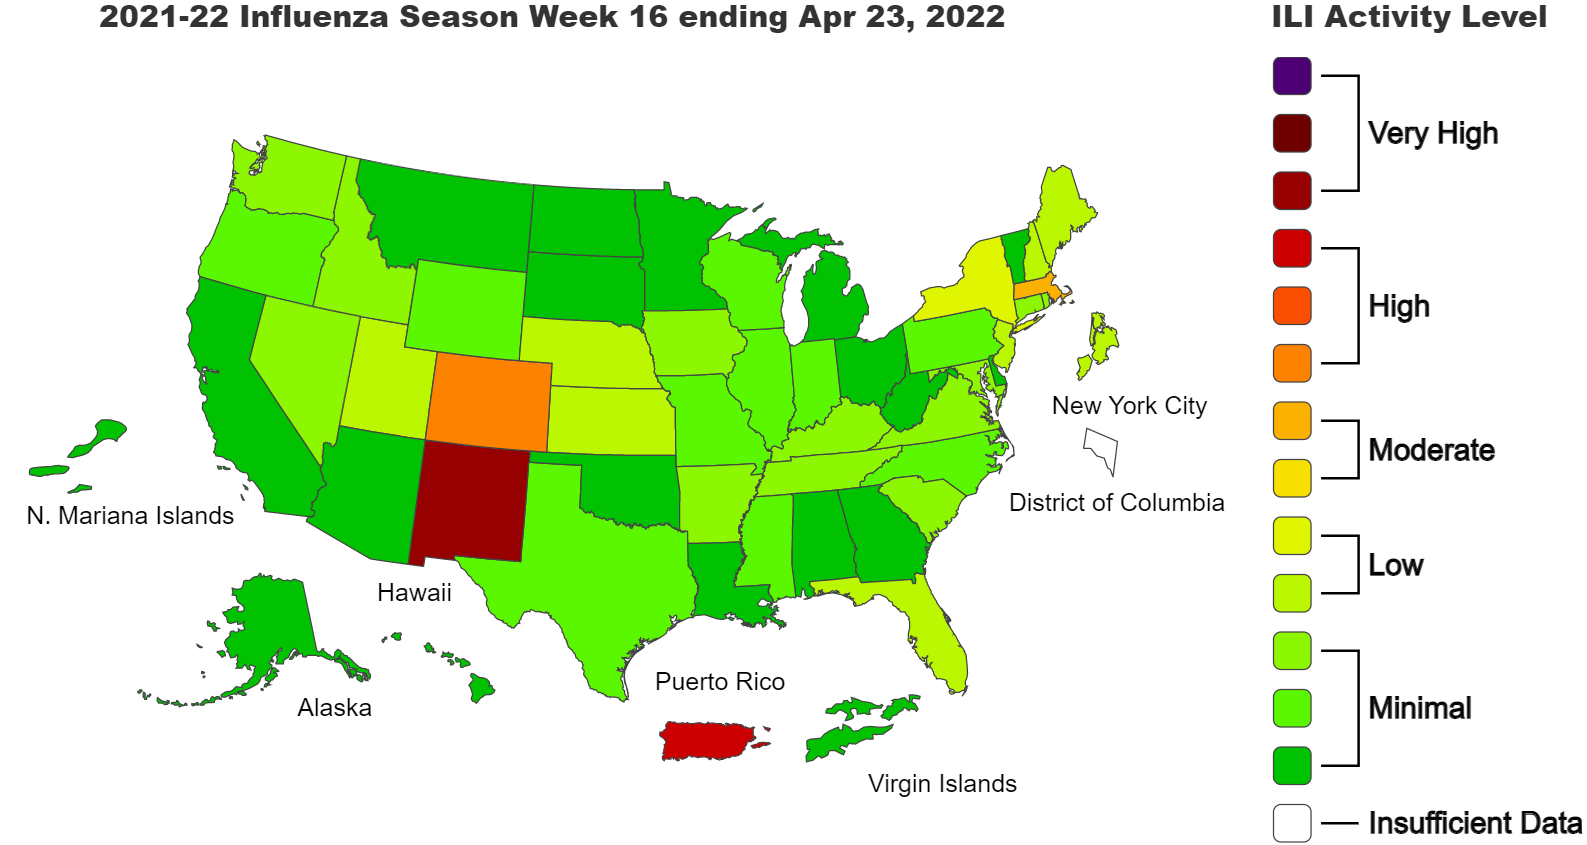 2021-22 Influenza Season Week 16 ending Apr 23, 2022
ILI Activity Level
Very High
High
Moderate
Low
Minimal
Insufficient Data
New York City
District of Columbia
N. Mariana Islands
Hawaii
Alaska
Puerto Rico
Virgin Islands